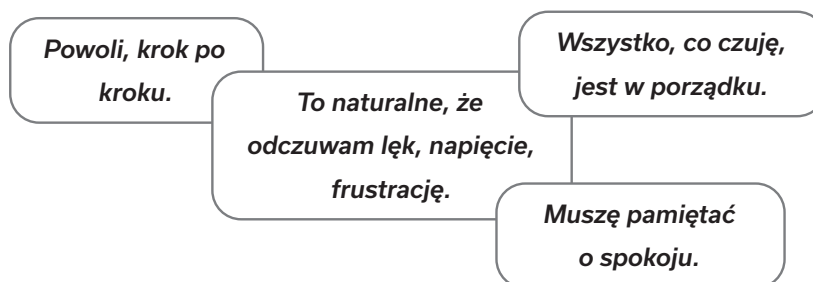 Powoli, krok po
kroku.
To naturalne, że
odczuwam lęk, napięcie,
frustrację.
Wszystko, co czuję,
jest w porządku.
Muszę pamiętać
o spokoju.